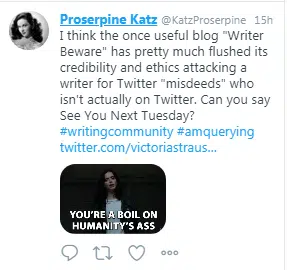 Proserpine Katz @KatzProserpine 15h
I think the once useful blog "Writer
Beware" has pretty much flushed its
credibility and ethics attacking a
writer for Twitter "misdeeds" who
isn't actually on Twitter. Can you say
See You Next Tuesday?
#writingcommunity #amquerying
twitter.com/victoriastraus...
YOU'RE A BOIL ON
HUMANITY'S ASS